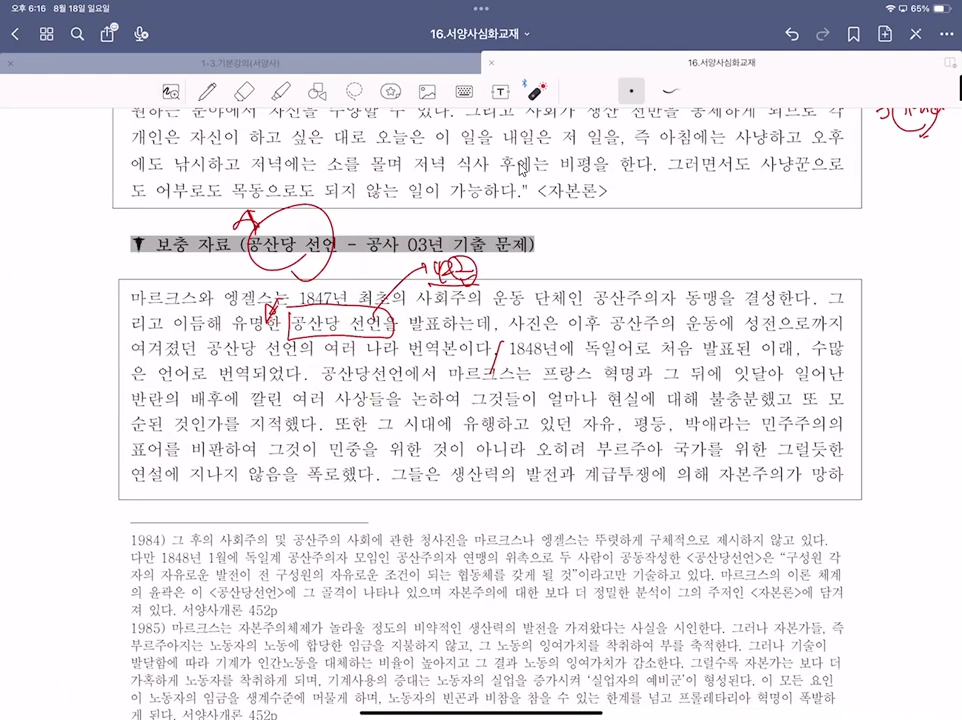 오후 6:16 8월 18일 일요일
65%
16.서양사심화교재
1-3.기본강의(서양사)
16.서양사심화교재
원하는 분야에서 자신을 수양할 수 있다. 그리고 사회가 생산 전반을 통제하게 되므로 각
개인은 자신이 하고 싶은 대로 오늘은 이 일을 내일은 저 일을, 즉 아침에는 사냥하고 오후
에도 낚시하고 저녁에는 소를 몰며 저녁 식사 후에는 비평을 한다. 그러면서도 사냥꾼으로
도 어부로도 목동으로도 되지 않는 일이 가능하다." <자본론>
보충 자료 (공산당 선언 - 공사 03년 기출 문제)
마르크스와 엥겔스는 1847년 최초의 사회주의 운동 단체인 공산주의자 동맹을 결성한다. 그
리고 이듬해 유명한 공산당 선언을 발표하는데, 사진은 이후 공산주의 운동에 성전으로까지
여겨졌던 공산당 선언의 여러 나라 번역본이다. 1848년에 독일어로 처음 발표된 이래, 수많
은 언어로 번역되었다. 공산당선언에서 마르크스는 프랑스 혁명과 그 뒤에 잇달아 일어난
반란의 배후에 깔린 여러 사상들을 논하여 그것들이 얼마나 현실에 대해 불충분했고 또 모
순된 것인가를 지적했다. 또한 그 시대에 유행하고 있던 자유, 평등, 박애라는 민주주의의
표어를 비판하여 그것이 민중을 위한 것이 아니라 오히려 부르주아 국가를 위한 그럴듯한
연설에 지나지 않음을 폭로했다. 그들은 생산력의 발전과 계급투쟁에 의해 자본주의가 망하
1984) 그 후의 사회주의 및 공산주의 사회에 관한 청사진을 마르크스나 엥겔스는 뚜렷하게 구체적으로 제시하지 않고 있다.
다만 1848년 1월에 독일계 공산주의자 모임인 공산주의자 연맹의 위촉으로 두 사람이 공동작성한 <공산당선언>은 “구성원 각
자의 자유로운 발전이 전 구성원의 자유로운 조건이 되는 협동체를 갖게 될 것”이라고만 기술하고 있다. 마르크스의 이론 체계
의 윤곽은 이 <공산당선언>에 그 골격이 나타나 있으며 자본주의에 대한 보다 더 정밀한 분석이 그의 주저인 <자본론>에 담겨
져 있다. 서양사개론 452p
1985) 마르크스는 자본주의체제가 놀라울 정도의 비약적인 생산력의 발전을 가져왔다는 사실을 시인한다. 그러나 자본가들, 즉
부르주아지는 노동자의 노동에 합당한 임금을 지불하지 않고, 그 노동의 잉여가치를 착취하여 부를 축적한다. 그러나 기술이
발달함에 따라 기계가 인간노동을 대체하는 비율이 높아지고 그 결과 노동의 잉여가치가 감소한다. 그럴수록 자본가는 보다 더
가혹하게 노동자를 착취하게 되며, 기계사용의 증대는 노동자의 실업을 증가시켜 ‘실업자의 예비군’이 형성된다. 이 모든 요인
이 노동자의 임금을 생계수준에 머물게 하며, 노동자의 빈곤과 비참을 참을 수 있는 한계를 넘고 프롤레타리아 혁명이 폭발하
게 된다. 서양사개론 452p